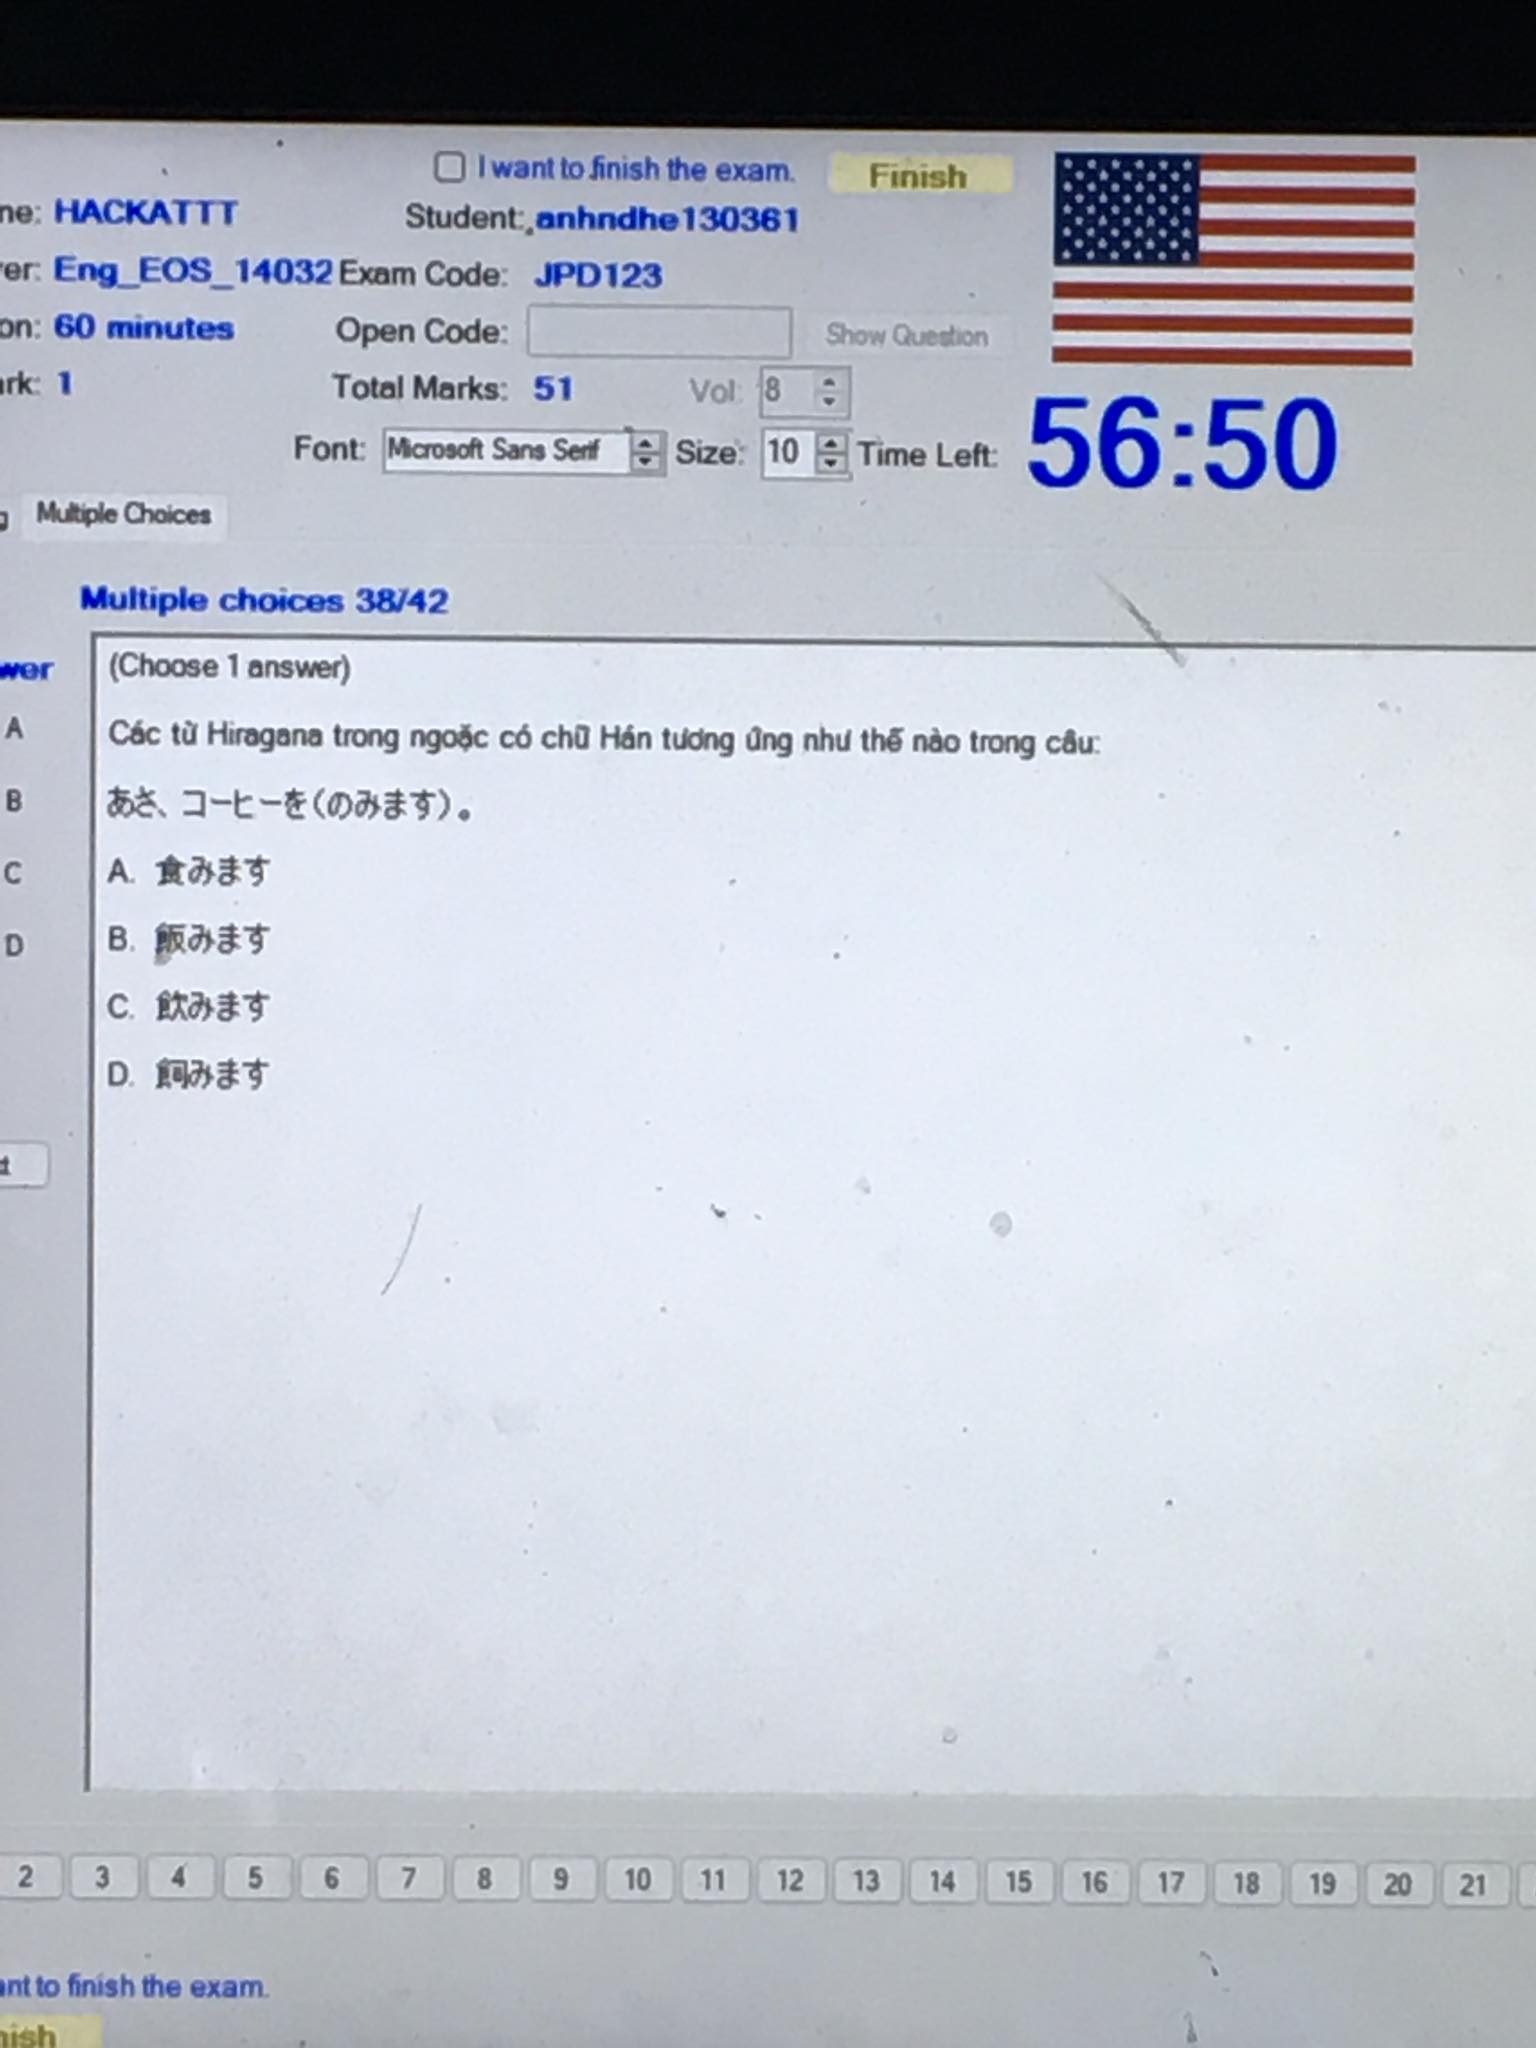 I want to finish the exam. Finish
ne: HACKATTT Student: anhndhe130361
er: Eng_EOS_14032 Exam Code: JPD123
on: 60 minutes Open Code: Show Question
ark: 1 Total Marks: 51 Vol: 8
Font: Microsoft Sans Serif Size: 10 Time Left: 56:50
g Multiple Choices
Multiple choices 38/42
wer (Choose 1 answer)
A Các từ Hiragana trong ngoặc có chữ Hán tương ứng như thế nào trong câu:
B あさ、コーヒーを(のみます)。
C A. 食みます
D B. 飯みます
C. 飲みます
D. 飼みます
t
2 3 4 5 6 7 8 9 10 11 12 13 14 15 16 17 18 19 20 21
ant to finish the exam.
nish